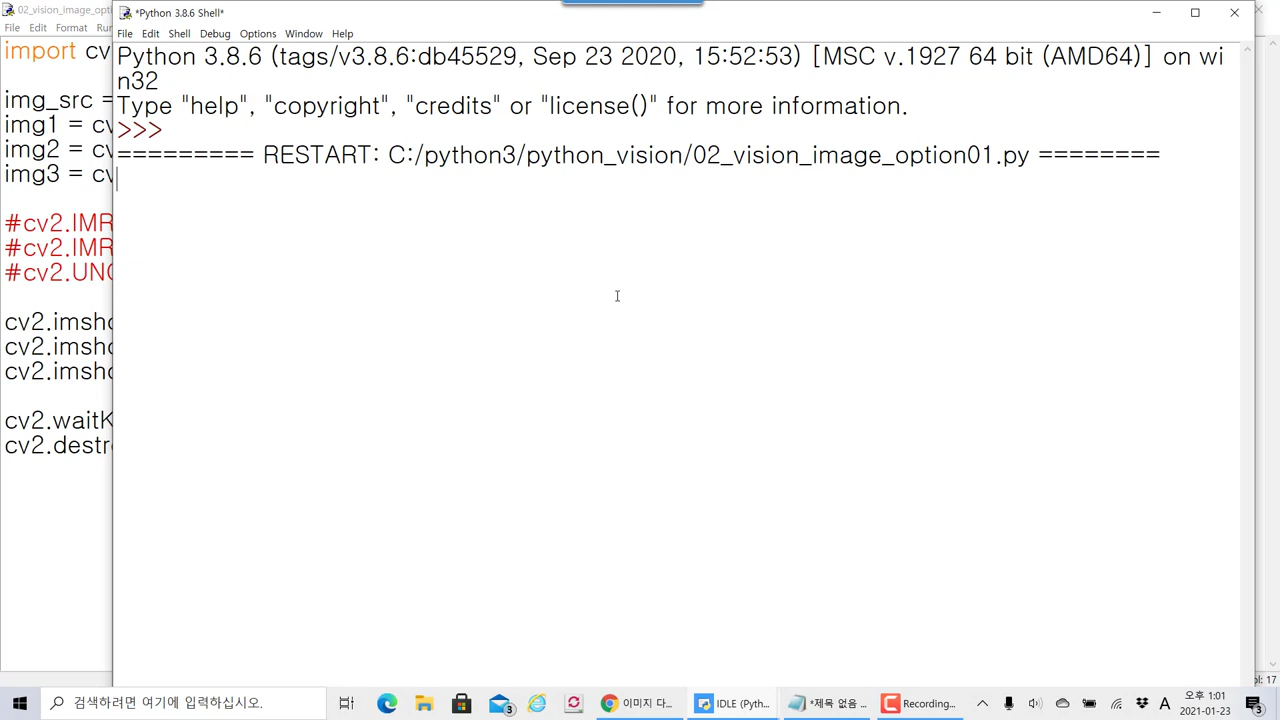 02_vision_image_opti
*Python 3.8.6 Shell*
File Edit Format Run
File Edit Shell Debug Options Window Help
import cv
img_src =
img1 = cv
img2 = cv
img3 = cv
#cv2.IMR
#cv2.IMR
#cv2.UNC
cv2.imsho
cv2.imsho
cv2.imsho
cv2.waitK
cv2.destr
Python 3.8.6 (tags/v3.8.6:db45529, Sep 23 2020, 15:52:53) [MSC v.1927 64 bit (AMD64)] on wi
n32
Type "help", "copyright", "credits" or "license()" for more information.
>>>
========= RESTART: C:/python3/python_vision/02_vision_image_option01.py ========
ol: 17
검색하려면 여기에 입력하십시오.
3
이미지 다...
IDLE (Pyth...
*제목 없음 ...
Recording...
A
오후 1:01
2021-01-23
3